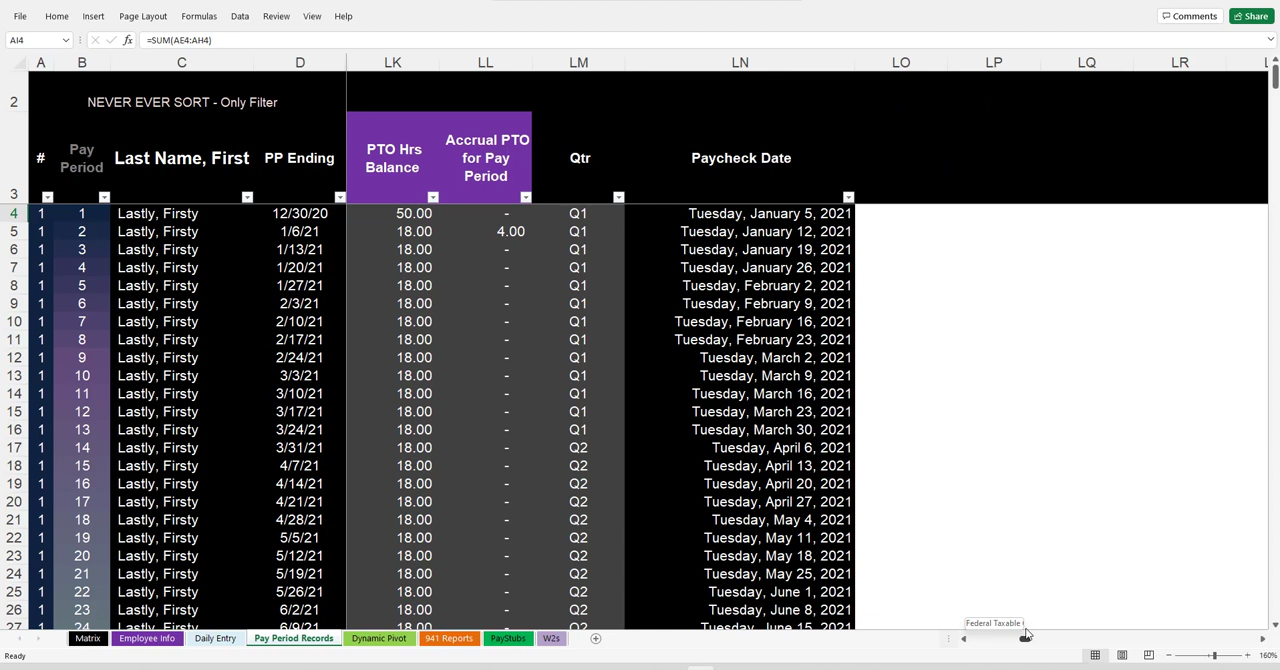 File Home Insert Page Layout Formulas Data Review View Help Comments Share
AI4 fx =SUM(AE4:AH4)
A B C D LK LL LM LN LO LP LQ LR
2 NEVER EVER SORT - Only Filter
3 # Pay Period Last Name, First PP Ending PTO Hrs Balance Accrual PTO for Pay Period Qtr Paycheck Date
4 1 1 Lastly, Firsty 12/30/20 50.00 - Q1 Tuesday, January 5, 2021
5 1 2 Lastly, Firsty 1/6/21 18.00 4.00 Q1 Tuesday, January 12, 2021
6 1 3 Lastly, Firsty 1/13/21 18.00 - Q1 Tuesday, January 19, 2021
7 1 4 Lastly, Firsty 1/20/21 18.00 - Q1 Tuesday, January 26, 2021
8 1 5 Lastly, Firsty 1/27/21 18.00 - Q1 Tuesday, February 2, 2021
9 1 6 Lastly, Firsty 2/3/21 18.00 - Q1 Tuesday, February 9, 2021
10 1 7 Lastly, Firsty 2/10/21 18.00 - Q1 Tuesday, February 16, 2021
11 1 8 Lastly, Firsty 2/17/21 18.00 - Q1 Tuesday, February 23, 2021
12 1 9 Lastly, Firsty 2/24/21 18.00 - Q1 Tuesday, March 2, 2021
13 1 10 Lastly, Firsty 3/3/21 18.00 - Q1 Tuesday, March 9, 2021
14 1 11 Lastly, Firsty 3/10/21 18.00 - Q1 Tuesday, March 16, 2021
15 1 12 Lastly, Firsty 3/17/21 18.00 - Q1 Tuesday, March 23, 2021
16 1 13 Lastly, Firsty 3/24/21 18.00 - Q1 Tuesday, March 30, 2021
17 1 14 Lastly, Firsty 3/31/21 18.00 - Q2 Tuesday, April 6, 2021
18 1 15 Lastly, Firsty 4/7/21 18.00 - Q2 Tuesday, April 13, 2021
19 1 16 Lastly, Firsty 4/14/21 18.00 - Q2 Tuesday, April 20, 2021
20 1 17 Lastly, Firsty 4/21/21 18.00 - Q2 Tuesday, April 27, 2021
21 1 18 Lastly, Firsty 4/28/21 18.00 - Q2 Tuesday, May 4, 2021
22 1 19 Lastly, Firsty 5/5/21 18.00 - Q2 Tuesday, May 11, 2021
23 1 20 Lastly, Firsty 5/12/21 18.00 - Q2 Tuesday, May 18, 2021
24 1 21 Lastly, Firsty 5/19/21 18.00 - Q2 Tuesday, May 25, 2021
25 1 22 Lastly, Firsty 5/26/21 18.00 - Q2 Tuesday, June 1, 2021
26 1 23 Lastly, Firsty 6/2/21 18.00 - Q2 Tuesday, June 8, 2021
27 1 24 Lastly, Firsty 6/9/21 18.00 - Q2 Tuesday, June 15, 2021
Federal Taxable
Matrix Employee Info Daily Entry Pay Period Records Dynamic Pivot 941 Reports PayStubs W2s
Ready 160%